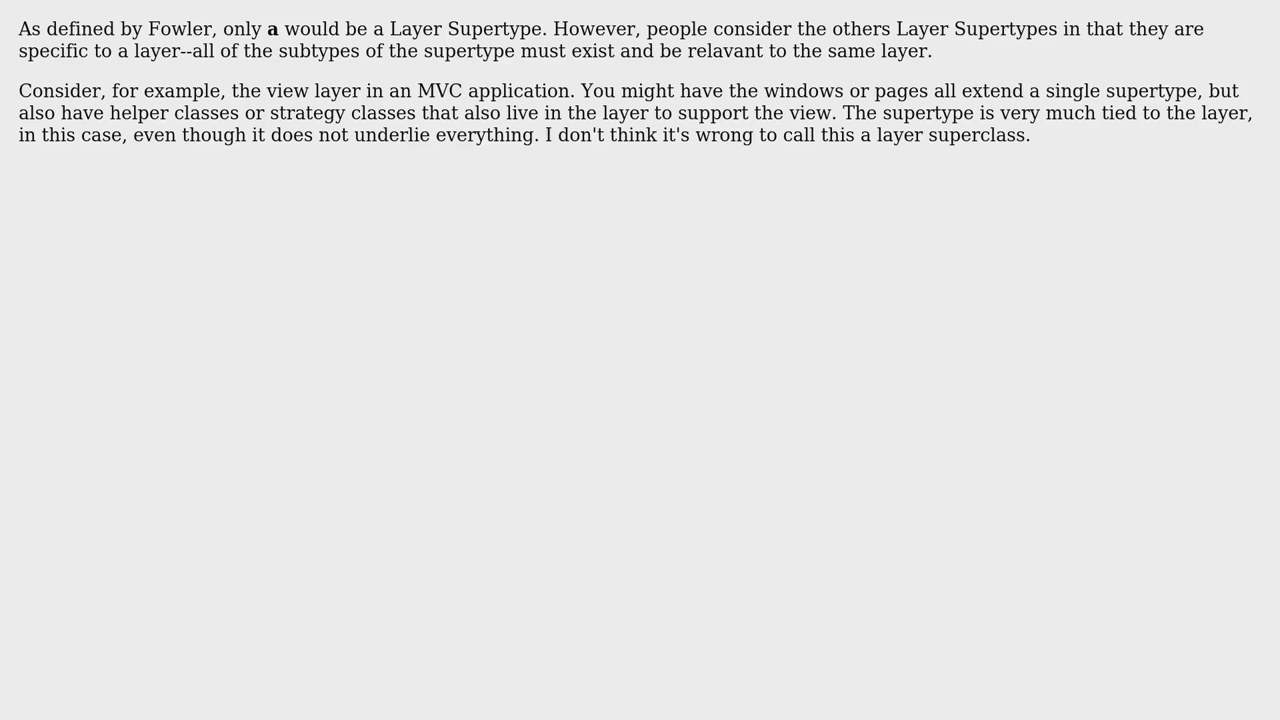 As defined by Fowler, only a would be a Layer Supertype. However, people consider the others Layer Supertypes in that they are
specific to a layer--all of the subtypes of the supertype must exist and be relavant to the same layer.
Consider, for example, the view layer in an MVC application. You might have the windows or pages all extend a single supertype, but
also have helper classes or strategy classes that also live in the layer to support the view. The supertype is very much tied to the layer,
in this case, even though it does not underlie everything. I don't think it's wrong to call this a layer superclass.